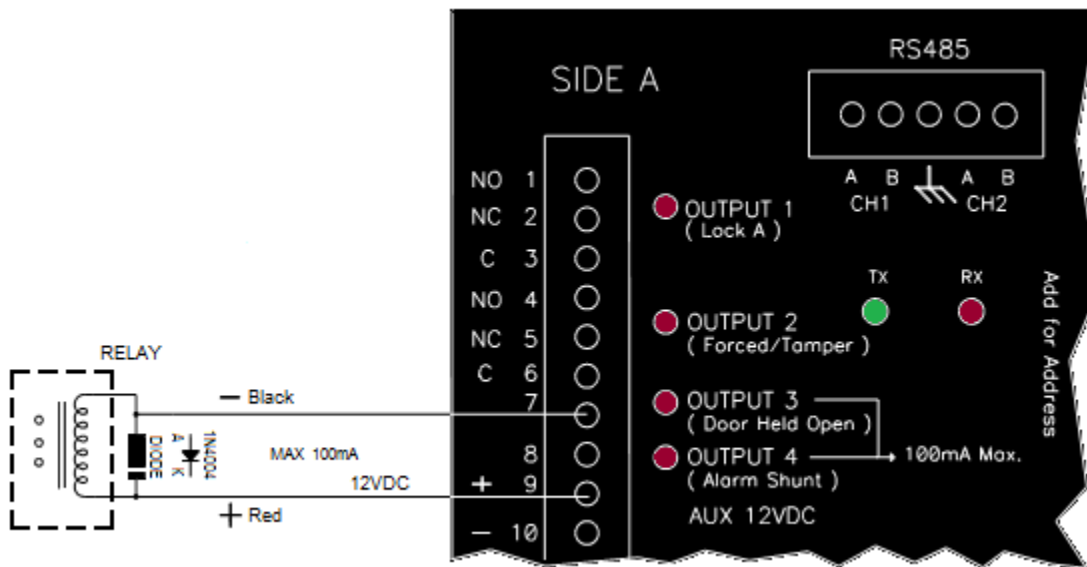 RS485
SIDE A
A B A B
CH1 CH2
NO 1
NC 2
C 3
NO 4
NC 5
C 6
7
8
+ 9
− 10
OUTPUT 1
( Lock A )
TX RX
OUTPUT 2
( Forced/Tamper )
OUTPUT 3
( Door Held Open )
OUTPUT 4
( Alarm Shunt )
100mA Max.
AUX 12VDC
Add for Address
RELAY
− Black
DIODE
A K
1N4004
MAX 100mA
12VDC
+ Red